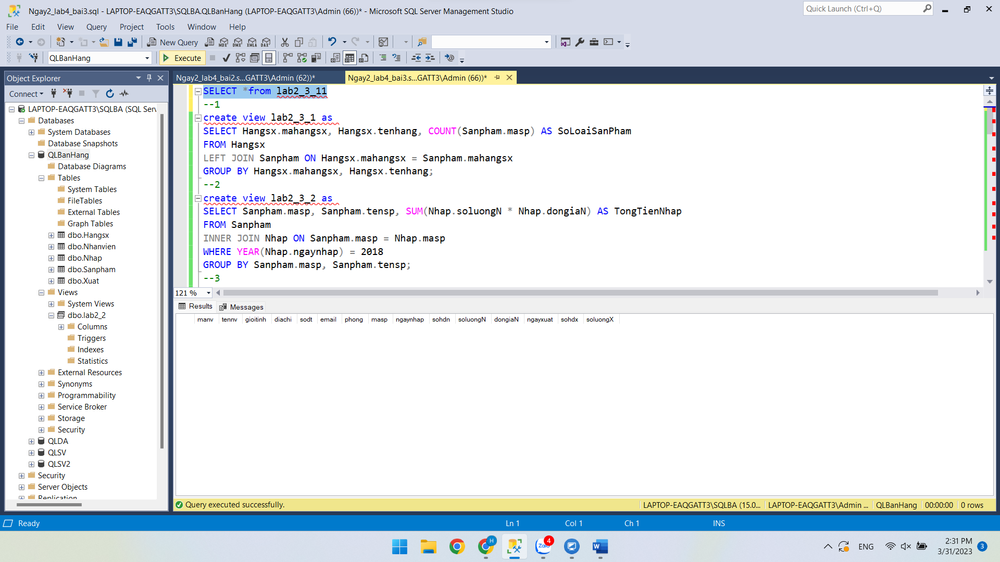 Ngay2_lab4_bai3.sql - LAPTOP-EAQGATT3\SQLBA.QLBanHang (LAPTOP-EAQGATT3\Admin (66))* - Microsoft SQL Server Management Studio
Quick Launch (Ctrl+Q)
File Edit View Query Project Tools Window Help
New Query MDX DMX XMLA DAX
QLBanHang Execute
Object Explorer
Ngay2_lab4_bai2.s...GATT3\Admin (62))* Ngay2_lab4_bai3.s...GATT3\Admin (66))*
Connect
LAPTOP-EAQGATT3\SQLBA (SQL Serv
Databases
System Databases
Database Snapshots
QLBanHang
Database Diagrams
Tables
System Tables
FileTables
External Tables
Graph Tables
dbo.Hangsx
dbo.Nhanvien
dbo.Nhap
dbo.Sanpham
dbo.Xuat
Views
System Views
dbo.lab2_2
Columns
Triggers
Indexes
Statistics
External Resources
Synonyms
Programmability
Service Broker
Storage
Security
QLDA
QLSV
QLSV2
Security
Server Objects
Replication
SELECT *from lab2_3_11
--1
create view lab2_3_1 as
SELECT Hangsx.mahangsx, Hangsx.tenhang, COUNT(Sanpham.masp) AS SoLoaiSanPham
FROM Hangsx
LEFT JOIN Sanpham ON Hangsx.mahangsx = Sanpham.mahangsx
GROUP BY Hangsx.mahangsx, Hangsx.tenhang;
--2
create view lab2_3_2 as
SELECT Sanpham.masp, Sanpham.tensp, SUM(Nhap.soluongN * Nhap.dongiaN) AS TongTienNhap
FROM Sanpham
INNER JOIN Nhap ON Sanpham.masp = Nhap.masp
WHERE YEAR(Nhap.ngaynhap) = 2018
GROUP BY Sanpham.masp, Sanpham.tensp;
--3
121 %
Results Messages
manv tennv gioitinh diachi sodt email phong masp ngaynhap sohdn soluongN dongiaN ngayxuat sohdx soluongX
Query executed successfully. LAPTOP-EAQGATT3\SQLBA (15.0... LAPTOP-EAQGATT3\Admin ... QLBanHang 00:00:00 0 rows
Ready Ln 1 Col 1 Ch 1 INS
H Zalo 4 W ENG 2:31 PM
3/31/2023 3